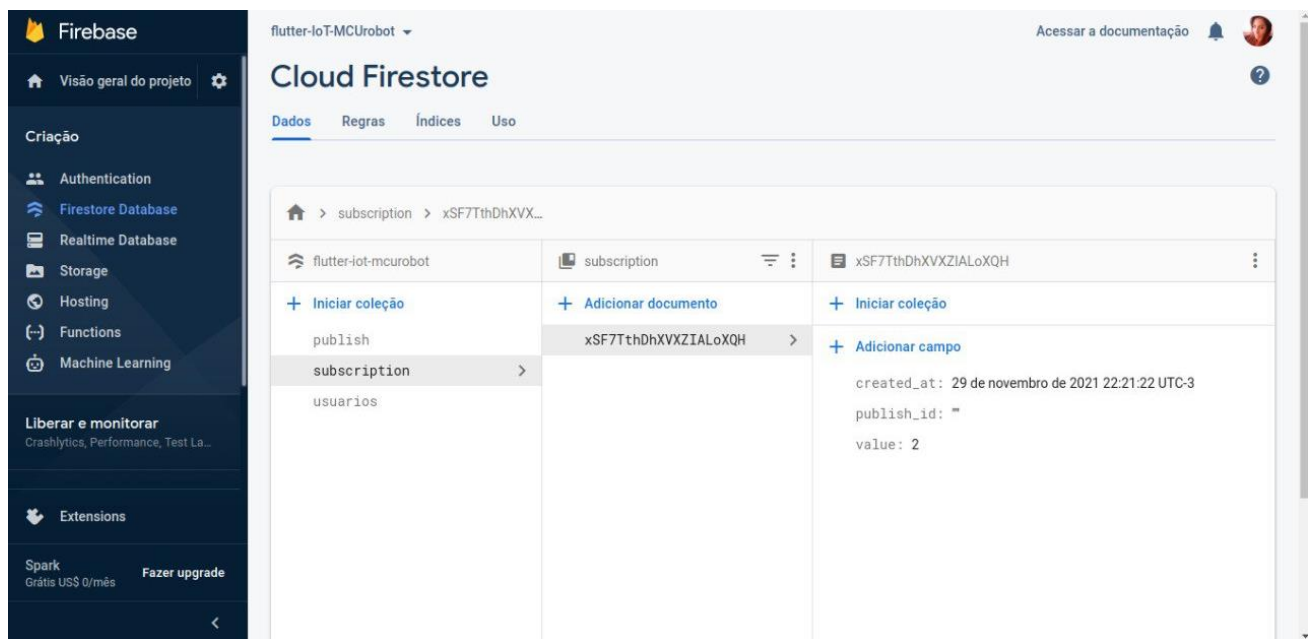 Firebase
flutter-IoT-MCUrobot
Acessar a documentação
Visão geral do projeto
Cloud Firestore
Dados Regras Índices Uso
Criação
Authentication
Firestore Database
Realtime Database
Storage
Hosting
Functions
Machine Learning
Liberar e monitorar
Crashlytics, Performance, Test La...
Extensions
Spark
Grátis US$ 0/mês
Fazer upgrade
> subscription > xSF7TthDhXVX...
flutter-iot-mcurobot
Iniciar coleção
publish
subscription
usuarios
subscription
Adicionar documento
xSF7TthDhXVXZIALoXQH
xSF7TthDhXVXZIALoXQH
Iniciar coleção
Adicionar campo
created_at: 29 de novembro de 2021 22:21:22 UTC-3
publish_id: ""
value: 2